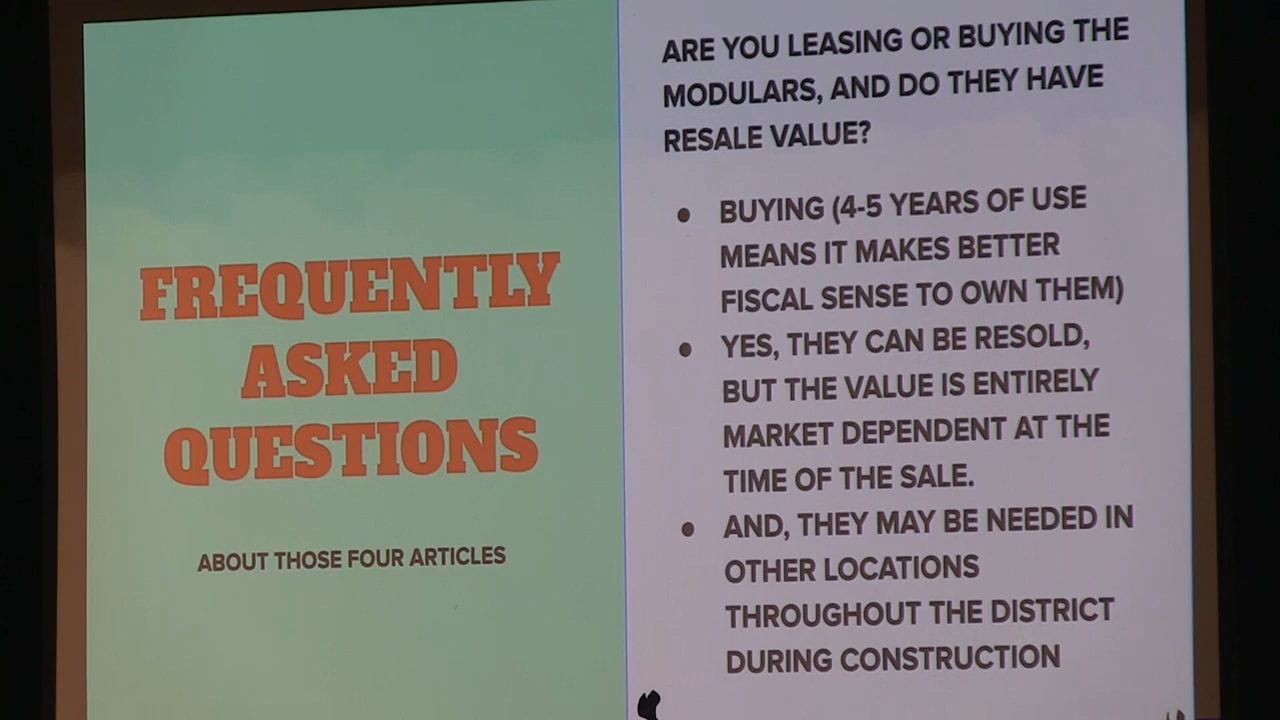 FREQUENTLY
ASKED
QUESTIONS
ABOUT THOSE FOUR ARTICLES
ARE YOU LEASING OR BUYING THE
MODULARS, AND DO THEY HAVE
RESALE VALUE?
• BUYING (4-5 YEARS OF USE
MEANS IT MAKES BETTER
FISCAL SENSE TO OWN THEM)
• YES, THEY CAN BE RESOLD,
BUT THE VALUE IS ENTIRELY
MARKET DEPENDENT AT THE
TIME OF THE SALE.
• AND, THEY MAY BE NEEDED IN
OTHER LOCATIONS
THROUGHOUT THE DISTRICT
DURING CONSTRUCTION